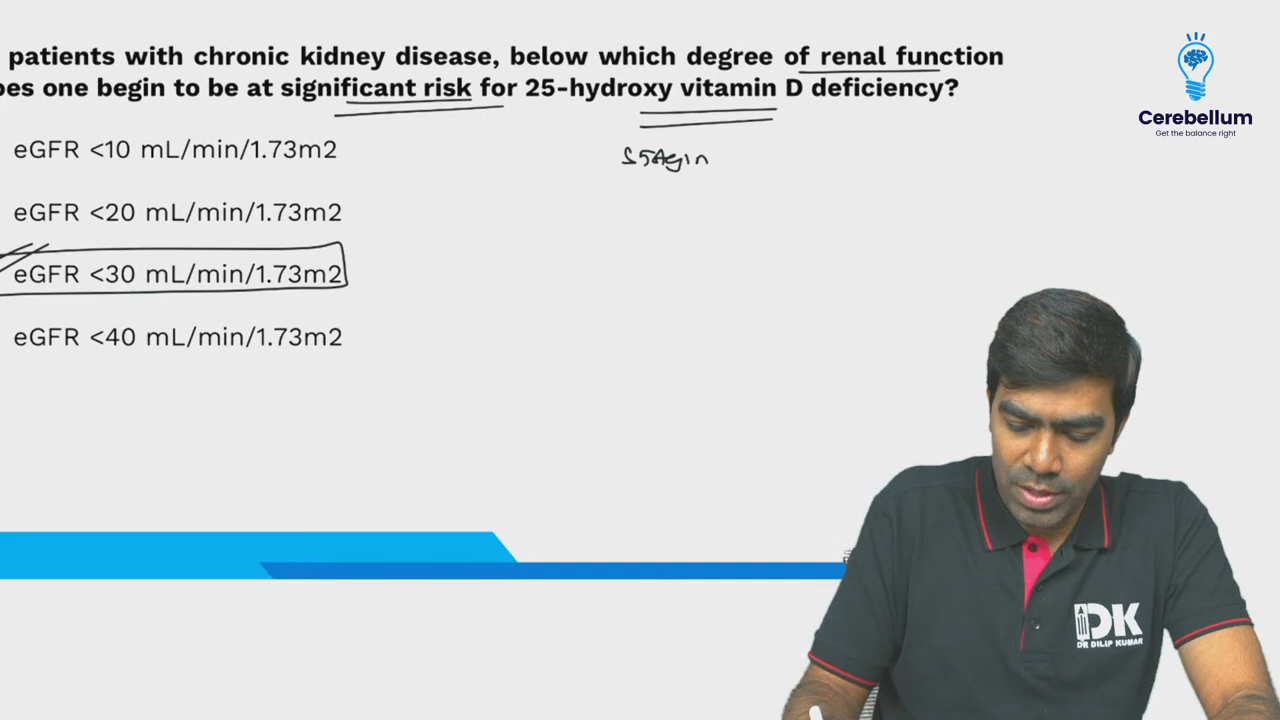 patients with chronic kidney disease, below which degree of renal function
oes one begin to be at significant risk for 25-hydroxy vitamin D deficiency?
eGFR <10 mL/min/1.73m2
eGFR <20 mL/min/1.73m2
eGFR <30 mL/min/1.73m2
eGFR <40 mL/min/1.73m2
Cerebellum
Get the balance right
DK
DR DILIP KUMAR